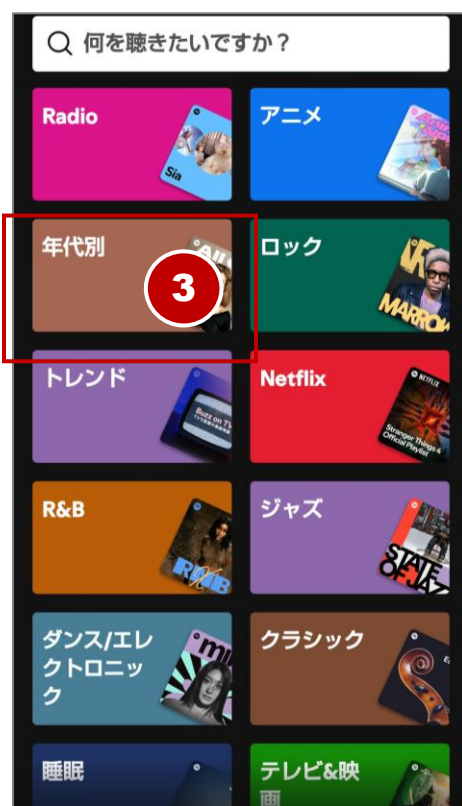 何を聴きたいですか？
Radio
Sia
アニメ
年代別
3
ロック
MARRO
トレンド
Buzz on TV
Netflix
NETFLIX
Stranger Things 4
Official Playlist
R&B
R&B
ジャズ
STATE
OF JAZZ
ダンス/エレ
クトロニッ
ク
クラシック
睡眠
テレビ&映
画